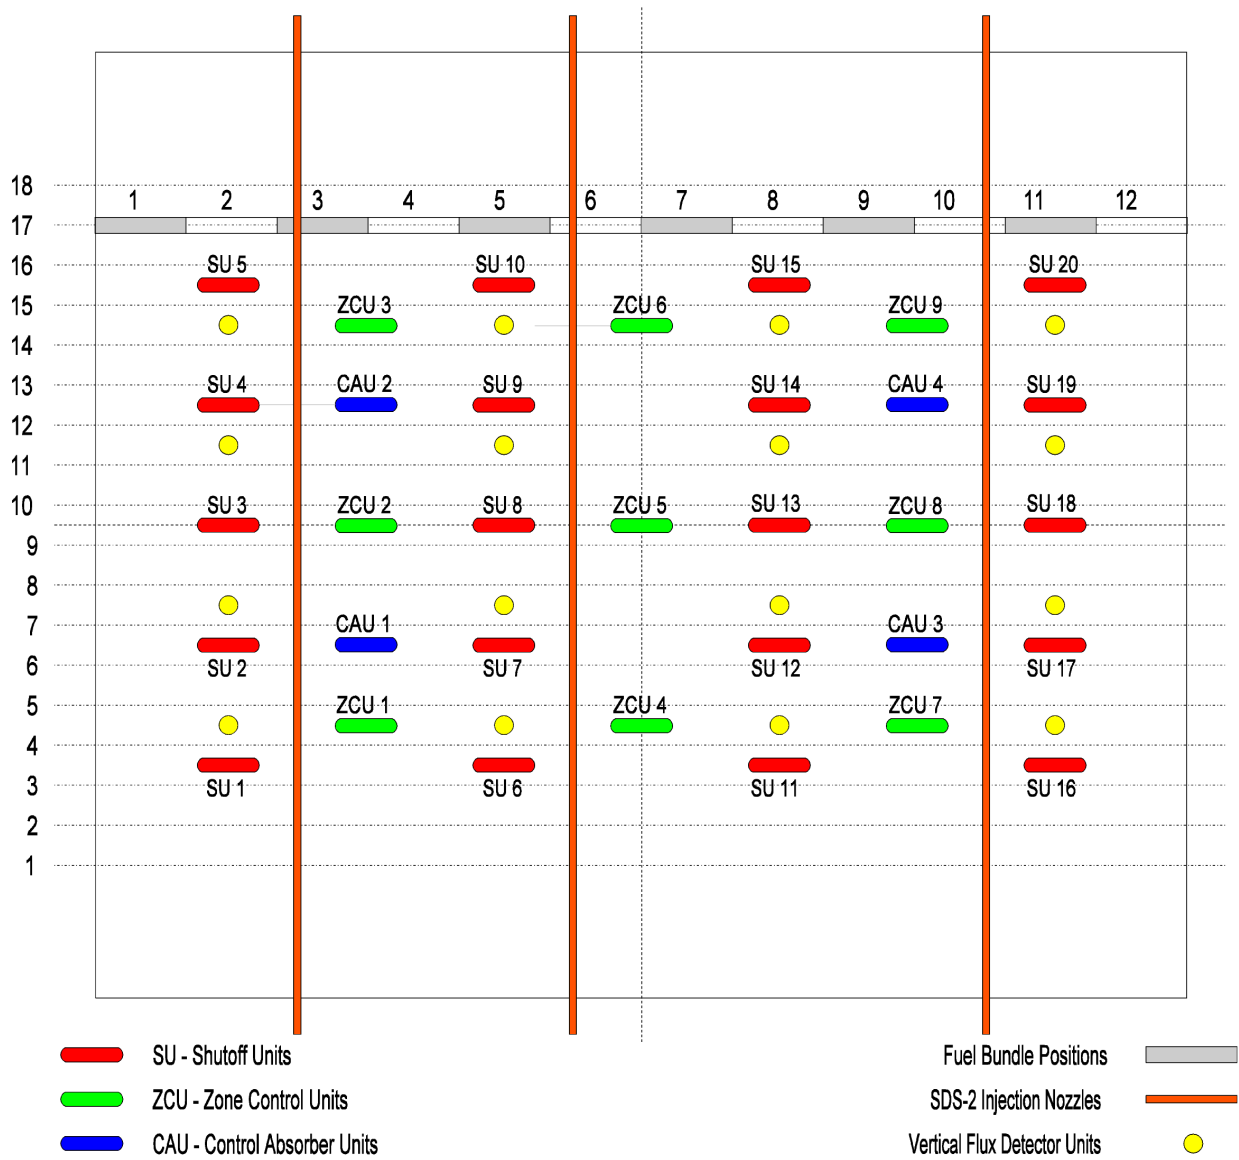 18
1 2 3 4 5 6 7 8 9 10 11 12
17
16 SU 5 SU 10 SU 15 SU 20
15 ZCU 3 ZCU 6 ZCU 9
14
13 SU 4 CAU 2 SU 9 SU 14 CAU 4 SU 19
12
11
10 SU 3 ZCU 2 SU 8 ZCU 5 SU 13 ZCU 8 SU 18
9
8
7 CAU 1 CAU 3
6 SU 2 SU 7 SU 12 SU 17
5 ZCU 1 ZCU 4 ZCU 7
4
3 SU 1 SU 6 SU 11 SU 16
2
1
SU - Shutoff Units
ZCU - Zone Control Units
CAU - Control Absorber Units
Fuel Bundle Positions
SDS-2 Injection Nozzles
Vertical Flux Detector Units